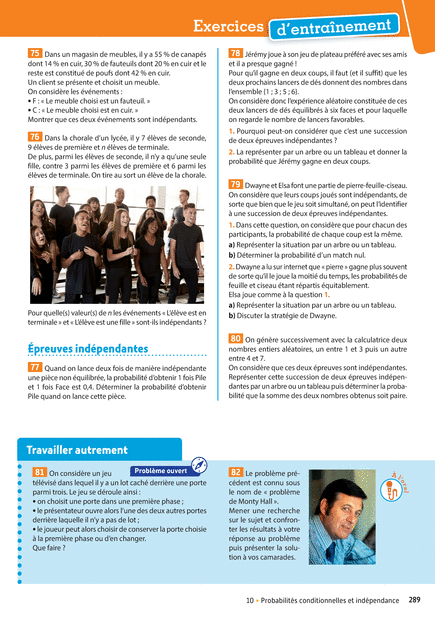 Exercices d'entraînement
75 Dans un magasin de meubles, il y a 55 % de canapés
dont 14 % en cuir, 30 % de fauteuils dont 20 % en cuir et le
reste est constitué de poufs dont 42 % en cuir.
Un client se présente et choisit un meuble.
On considère les événements :
• F : « Le meuble choisi est un fauteuil. »
• C : « Le meuble choisi est en cuir. »
Montrer que ces deux événements sont indépendants.
76 Dans la chorale d'un lycée, il y a 7 élèves de seconde,
9 élèves de première et n élèves de terminale.
De plus, parmi les élèves de seconde, il n'y a qu'une seule
fille, contre 3 parmi les élèves de première et 6 parmi les
élèves de terminale. On tire au sort un élève de la chorale.
Pour quelle(s) valeur(s) de n les événements « L'élève est en
terminale » et « L'élève est une fille » sont-ils indépendants ?
Épreuves indépendantes
77 Quand on lance deux fois de manière indépendante
une pièce non équilibrée, la probabilité d'obtenir 1 fois Pile
et 1 fois Face est 0,4. Déterminer la probabilité d'obtenir
Pile quand on lance cette pièce.
78 Jérémy joue à son jeu de plateau préféré avec ses amis
et il a presque gagné !
Pour qu'il gagne en deux coups, il faut (et il suffit) que les
deux prochains lancers de dés donnent des nombres dans
l'ensemble {1 ; 3 ; 5 ; 6}.
On considère donc l'expérience aléatoire constituée de ces
deux lancers de dés équilibrés à six faces et pour laquelle
on regarde le nombre de lancers favorables.
1. Pourquoi peut-on considérer que c'est une succession
de deux épreuves indépendantes ?
2. La représenter par un arbre ou un tableau et donner la
probabilité que Jérémy gagne en deux coups.
79 Dwayne et Elsa font une partie de pierre-feuille-ciseau.
On considère que leurs coups joués sont indépendants, de
sorte que bien que le jeu soit simultané, on peut l'identifier
à une succession de deux épreuves indépendantes.
1. Dans cette question, on considère que pour chacun des
participants, la probabilité de chaque coup est la même.
a) Représenter la situation par un arbre ou un tableau.
b) Déterminer la probabilité d'un match nul.
2. Dwayne a lu sur internet que « pierre » gagne plus souvent
de sorte qu'il le joue la moitié du temps, les probabilités de
feuille et ciseau étant répartis équitablement.
Elsa joue comme à la question 1.
a) Représenter la situation par un arbre ou un tableau.
b) Discuter la stratégie de Dwayne.
80 On génère successivement avec la calculatrice deux
nombres entiers aléatoires, un entre 1 et 3 puis un autre
entre 4 et 7.
On considère que ces deux épreuves sont indépendantes.
Représenter cette succession de deux épreuves indépen-
dantes par un arbre ou un tableau puis déterminer la proba-
bilité que la somme des deux nombres obtenus soit paire.
Travailler autrement
81 On considère un jeu
Problème ouvert
télévisé dans lequel il y a un lot caché derrière une porte
parmi trois. Le jeu se déroule ainsi :
• on choisit une porte dans une première phase ;
• le présentateur ouvre alors l'une des deux autres portes
derrière laquelle il n'y a pas de lot ;
• le joueur peut alors choisir de conserver la porte choisie
à la première phase ou d'en changer.
Que faire ?
82 Le problème pré-
cédent est connu sous
le nom de « problème
de Monty Hall ».
Mener une recherche
sur le sujet et confron-
ter les résultats à votre
réponse au problème
puis présenter la solu-
tion à vos camarades.
À l'oral
10 • Probabilités conditionnelles et indépendance 289